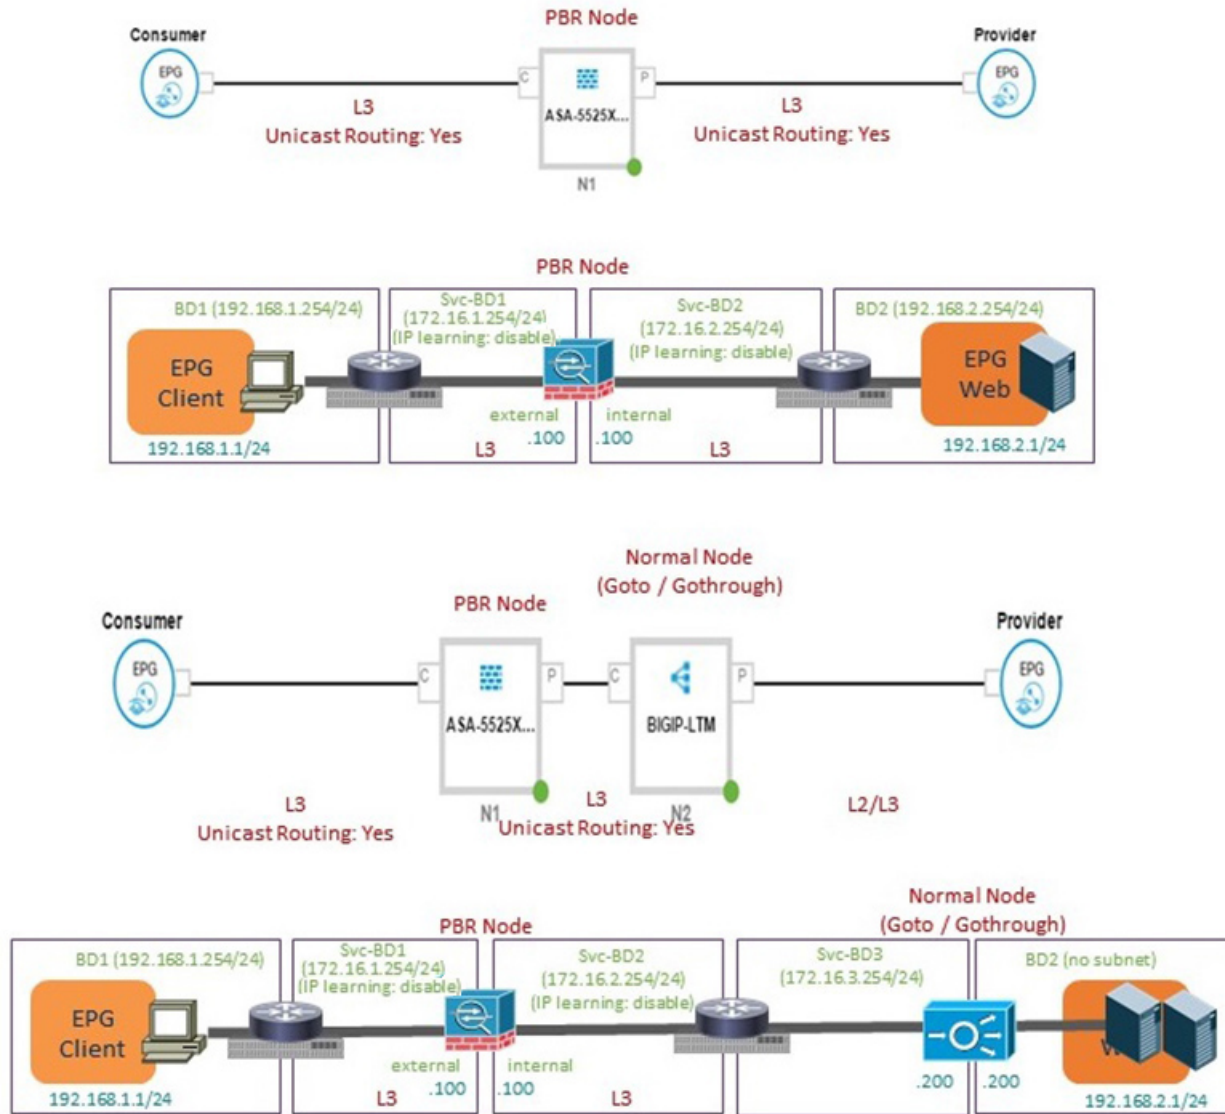 PBR Node
Consumer
Provider
EPG
C
P
EPG
ASA-5525X...
L3
Unicast Routing: Yes
L3
Unicast Routing: Yes
N1
PBR Node
BD1 (192.168.1.254/24)
Svc-BD1
(172.16.1.254/24)
(IP learning: disable)
Svc-BD2
(172.16.2.254/24)
(IP learning: disable)
BD2 (192.168.2.254/24)
EPG
Client
EPG
Web
192.168.1.1/24
external
internal
.100
.100
L3
L3
192.168.2.1/24
Normal Node
(Goto / Gothrough)
PBR Node
Consumer
Provider
EPG
C
P
C
P
EPG
ASA-5525X...
BIGIP-LTM
L3
Unicast Routing: Yes
N1
L3
Unicast Routing: Yes
N2
L2/L3
Normal Node
(Goto / Gothrough)
PBR Node
BD1 (192.168.1.254/24)
Svc-BD1
(172.16.1.254/24)
(IP learning: disable)
Svc-BD2
(172.16.2.254/24)
(IP learning: disable)
Svc-BD3
(172.16.3.254/24)
BD2 (no subnet)
EPG
Client
W
192.168.1.1/24
external
internal
.100
.100
L3
L3
.200
.200
192.168.2.1/24